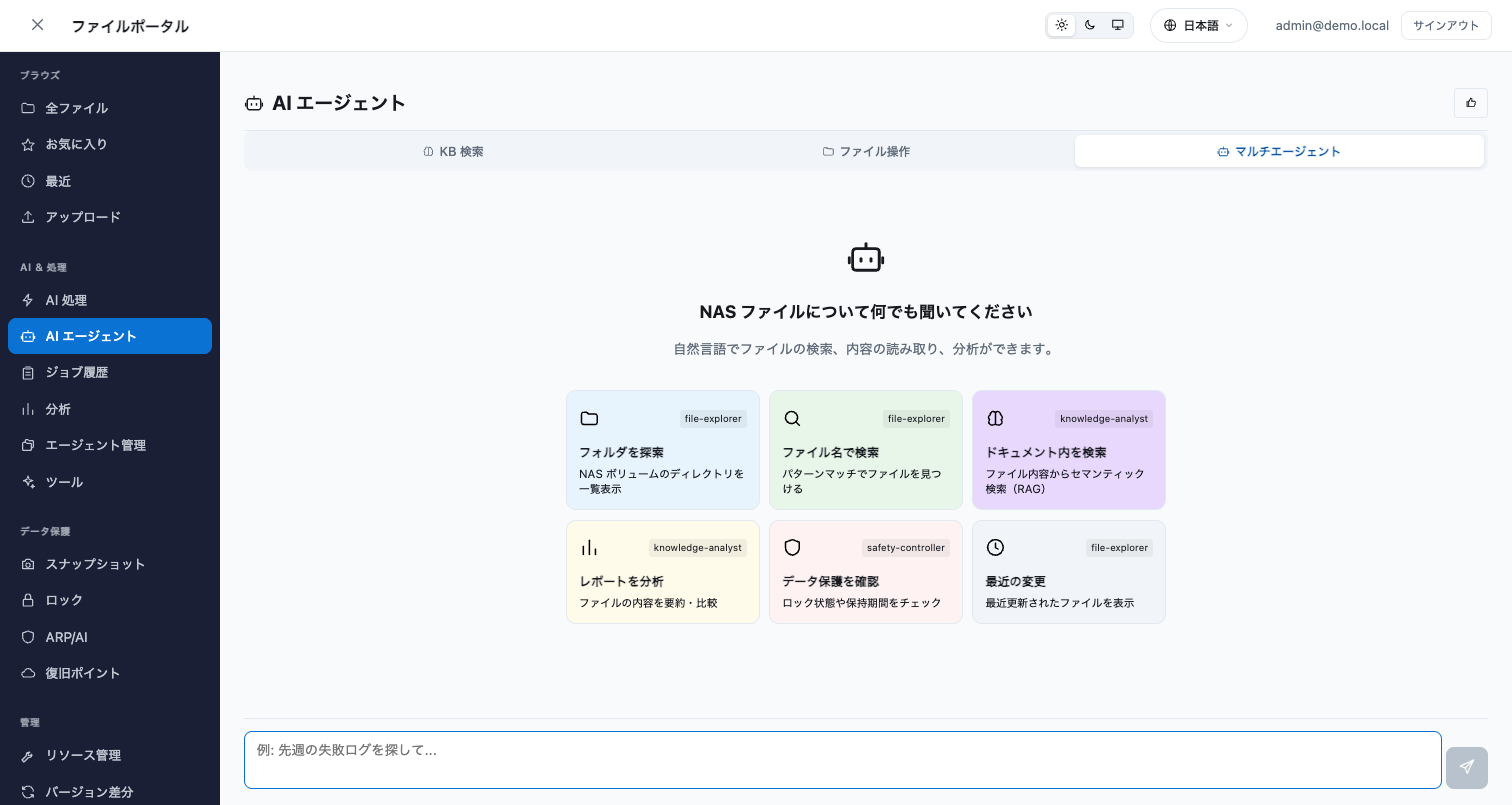 ファイルポータル
日本語
admin@demo.local
サインアウト
ブラウズ
全ファイル
お気に入り
最近
アップロード
AI & 処理
AI 処理
AI エージェント
ジョブ履歴
分析
エージェント管理
ツール
データ保護
スナップショット
ロック
ARP/AI
復旧ポイント
管理
リソース管理
バージョン差分
AI エージェント
KB 検索
ファイル操作
マルチエージェント
NAS ファイルについて何でも聞いてください
自然言語でファイルの検索、内容の読み取り、分析ができます。
file-explorer
フォルダを探索
NAS ボリュームのディレクトリを
一覧表示
file-explorer
ファイル名で検索
パターンマッチでファイルを見つ
ける
knowledge-analyst
ドキュメント内を検索
ファイル内容からセマンティック
検索（RAG）
knowledge-analyst
レポートを分析
ファイルの内容を要約・比較
safety-controller
データ保護を確認
ロック状態や保持期間をチェック
file-explorer
最近の変更
最近更新されたファイルを表示
例: 先週の失敗ログを探して...